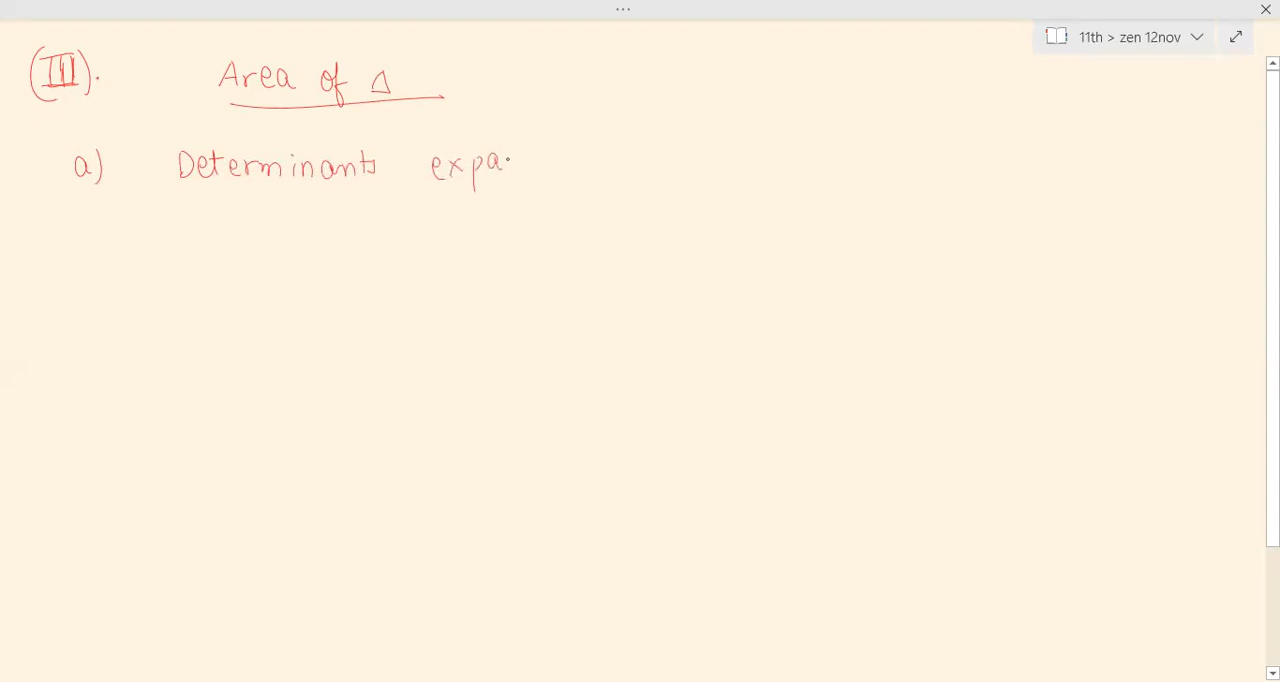 ...
11th > zen 12nov
(III). Area of Δ
a) Determinants expa